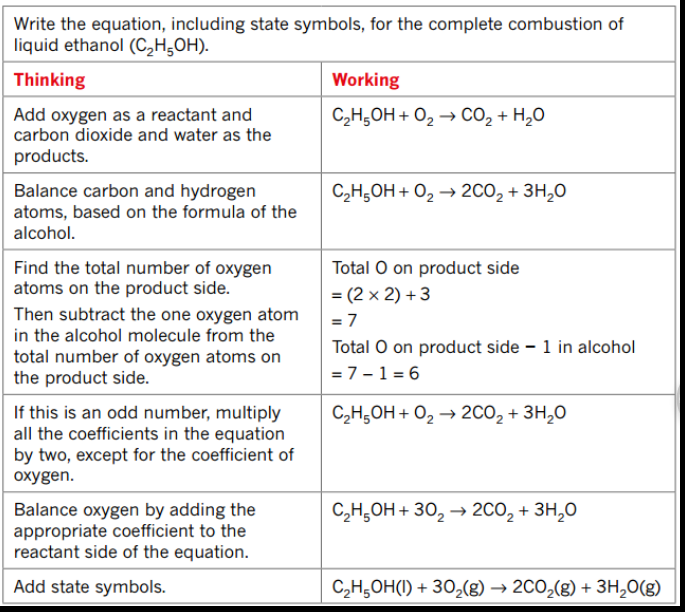 Write the equation, including state symbols, for the complete combustion of
liquid ethanol (C₂H₅OH).
Thinking
Working
Add oxygen as a reactant and
carbon dioxide and water as the
products.
C₂H₅OH + O₂ → CO₂ + H₂O
Balance carbon and hydrogen
atoms, based on the formula of the
alcohol.
C₂H₅OH + O₂ → 2CO₂ + 3H₂O
Find the total number of oxygen
atoms on the product side.
Then subtract the one oxygen atom
in the alcohol molecule from the
total number of oxygen atoms on
the product side.
Total O on product side
= (2 × 2) + 3
= 7
Total O on product side − 1 in alcohol
= 7 – 1 = 6
If this is an odd number, multiply
all the coefficients in the equation
by two, except for the coefficient of
oxygen.
C₂H₅OH + O₂ → 2CO₂ + 3H₂O
Balance oxygen by adding the
appropriate coefficient to the
reactant side of the equation.
C₂H₅OH + 3O₂ → 2CO₂ + 3H₂O
Add state symbols.
C₂H₅OH(l) + 3O₂(g) → 2CO₂(g) + 3H₂O(g)